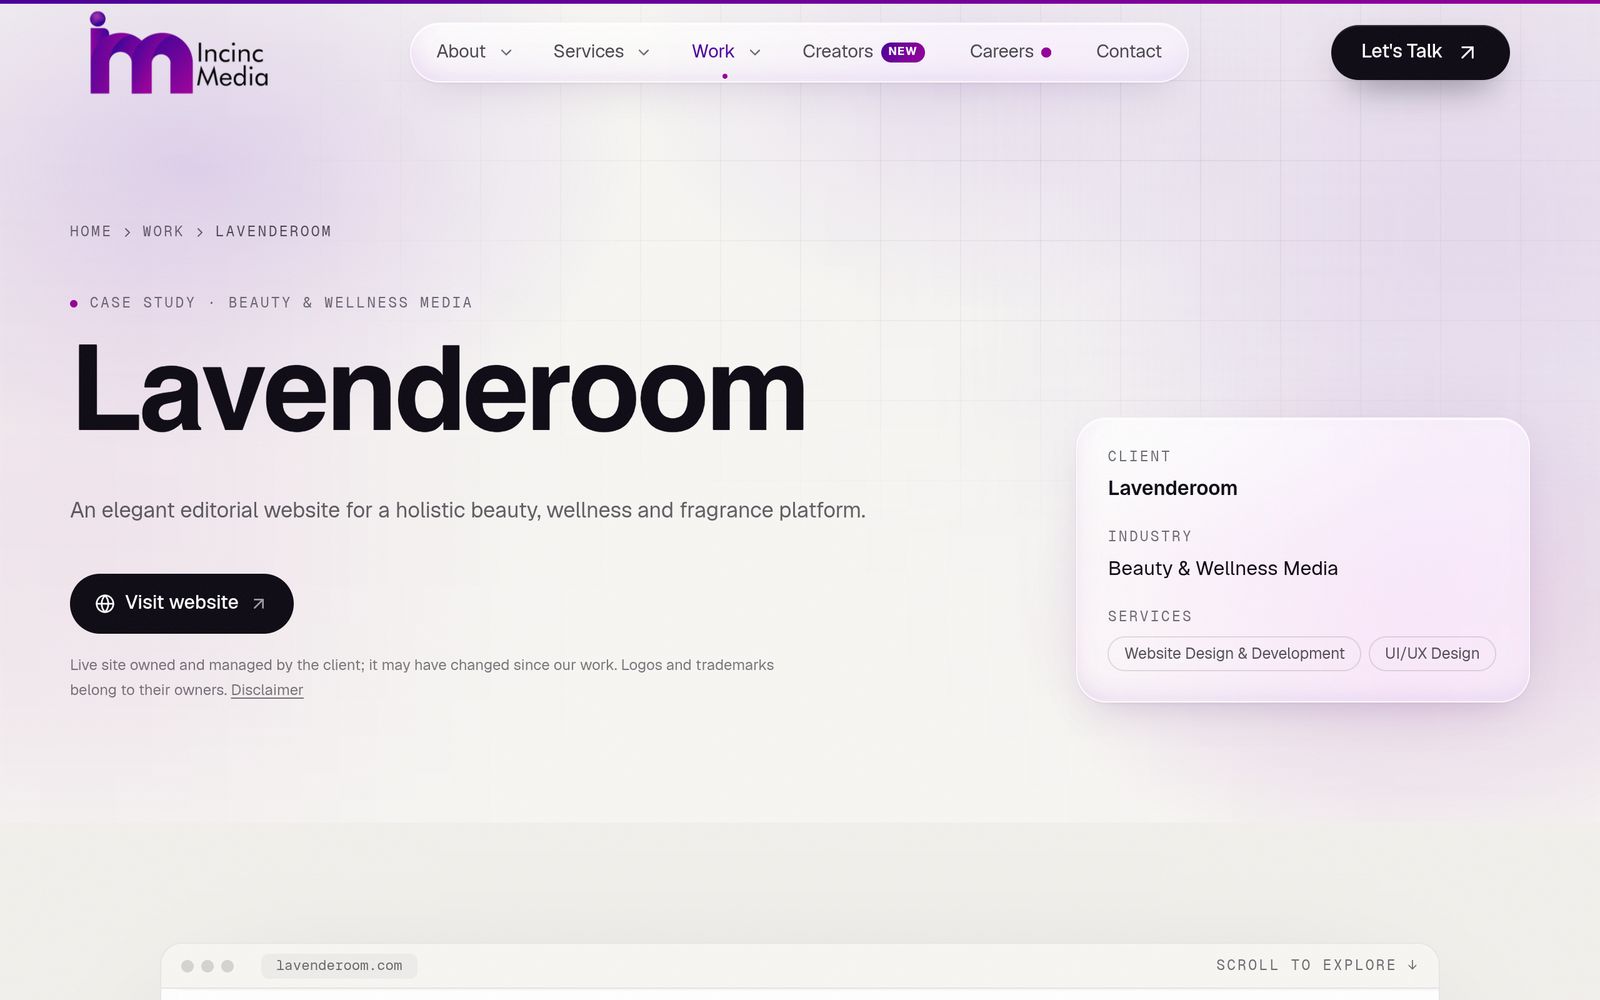 Incinc
Media
About
Services
Work
Creators NEW
Careers
Contact
Let's Talk
HOME > WORK > LAVENDEROOM
CASE STUDY · BEAUTY & WELLNESS MEDIA
Lavenderoom
An elegant editorial website for a holistic beauty, wellness and fragrance platform.
Visit website
Live site owned and managed by the client; it may have changed since our work. Logos and trademarks
belong to their owners. Disclaimer
CLIENT
Lavenderoom
INDUSTRY
Beauty & Wellness Media
SERVICES
Website Design & Development
UI/UX Design
lavenderoom.com
SCROLL TO EXPLORE ↓